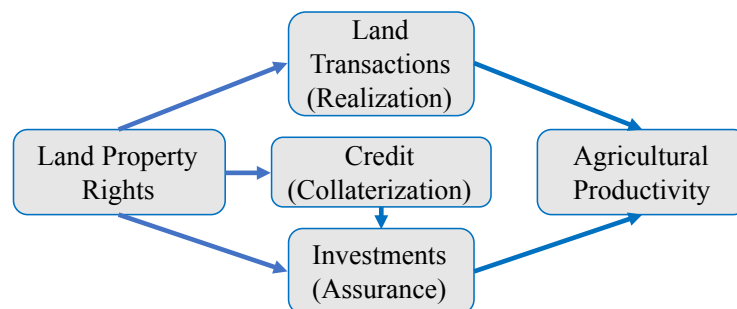 Land
Transactions
(Realization)
Land Property
Rights
Credit
(Collaterization)
Agricultural
Productivity
Investments
(Assurance)